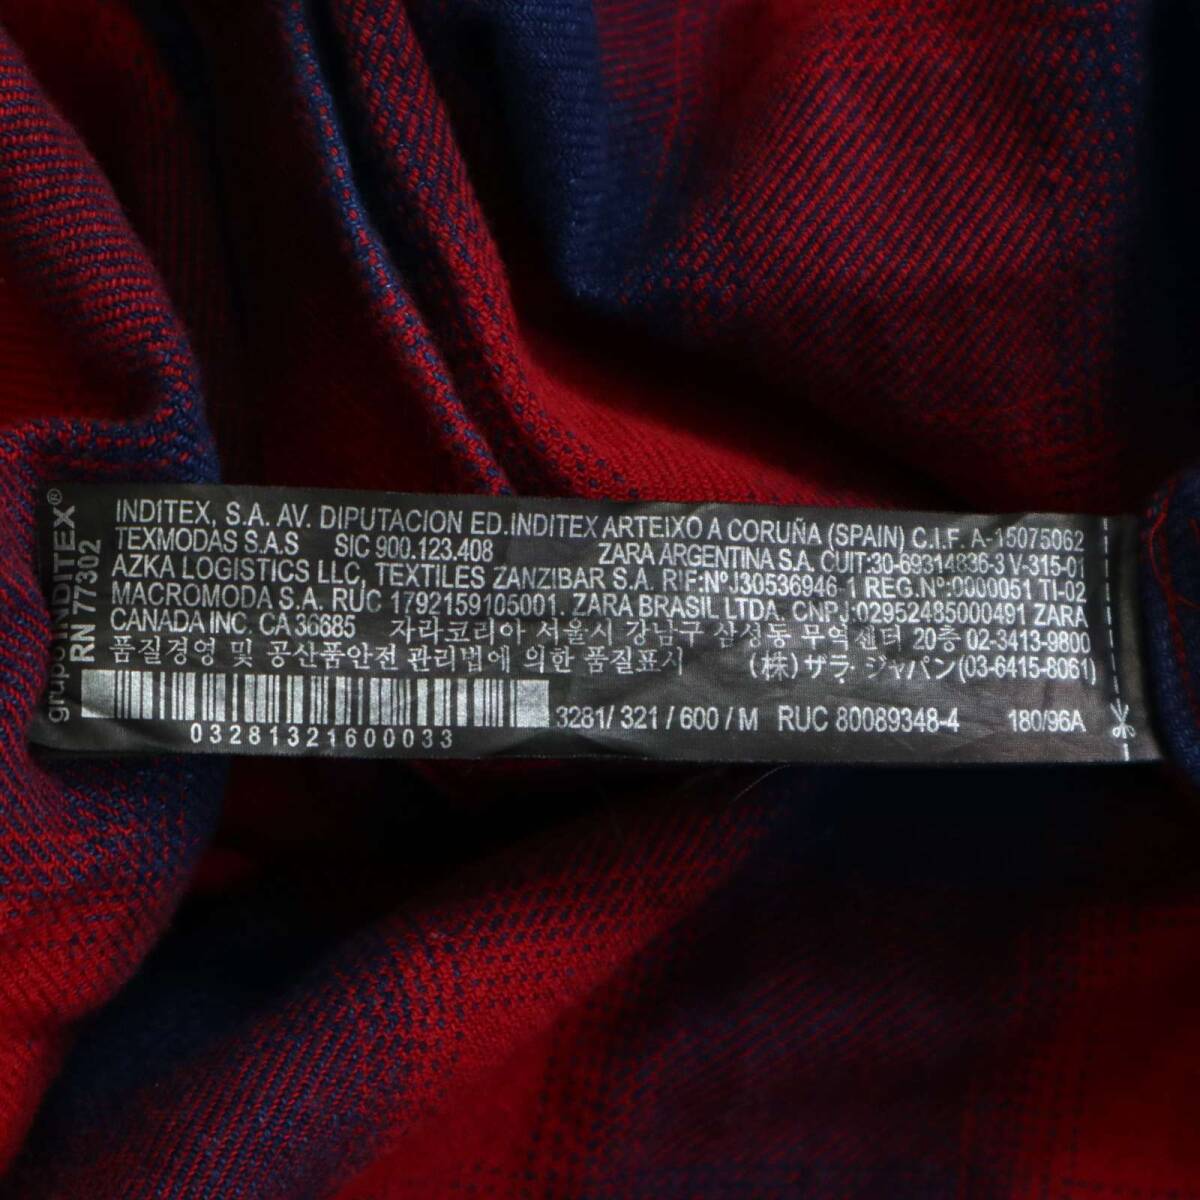 grupo INDITEX®
RN 77302
INDITEX, S.A. AV. DIPUTACION ED.INDITEX ARTEIXO A CORUÑA (SPAIN) C.I.F. A-15075062
TEXMODAS S.A.S SIC 900.123.408 ZARA ARGENTINA S.A. CUIT:30-69314836-3 V-315-01
AZKA LOGISTICS LLC, TEXTILES ZANZIBAR S.A. RIF:NºJ30536946-1 REG.Nº:0000051 TI-02
MACROMODA S.A. RUC 1792159105001. ZARA BRASIL LTDA. CNPJ:02952485000491 ZARA
CANADA INC. CA 36685 자라코리아 서울시 강남구 삼성동 무역센터 20층 02-3413-9800
품질경영 및 공산품안전 관리법에 의한 품질표시 (株)ザラ・ジャパン(03-6415-8061)
3281/ 321 / 600 / M RUC 80089348-4 180/96A
03281321600033